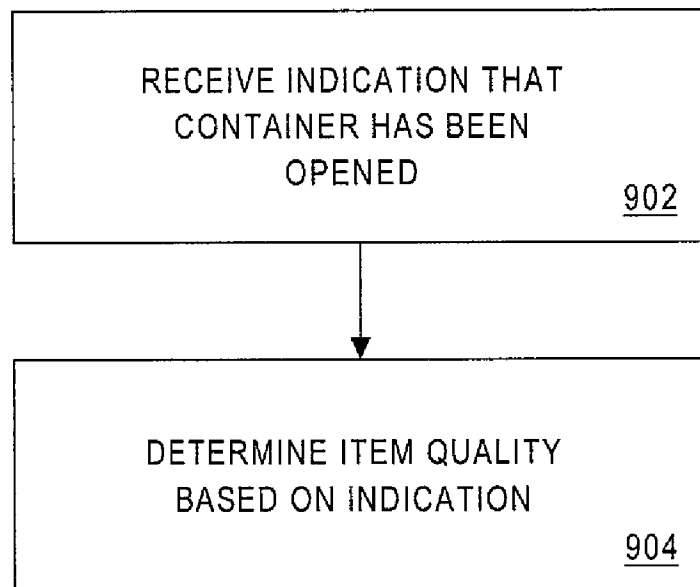 RECEIVE INDICATION THAT
CONTAINER HAS BEEN
OPENED
902
DETERMINE ITEM QUALITY
BASED ON INDICATION
904